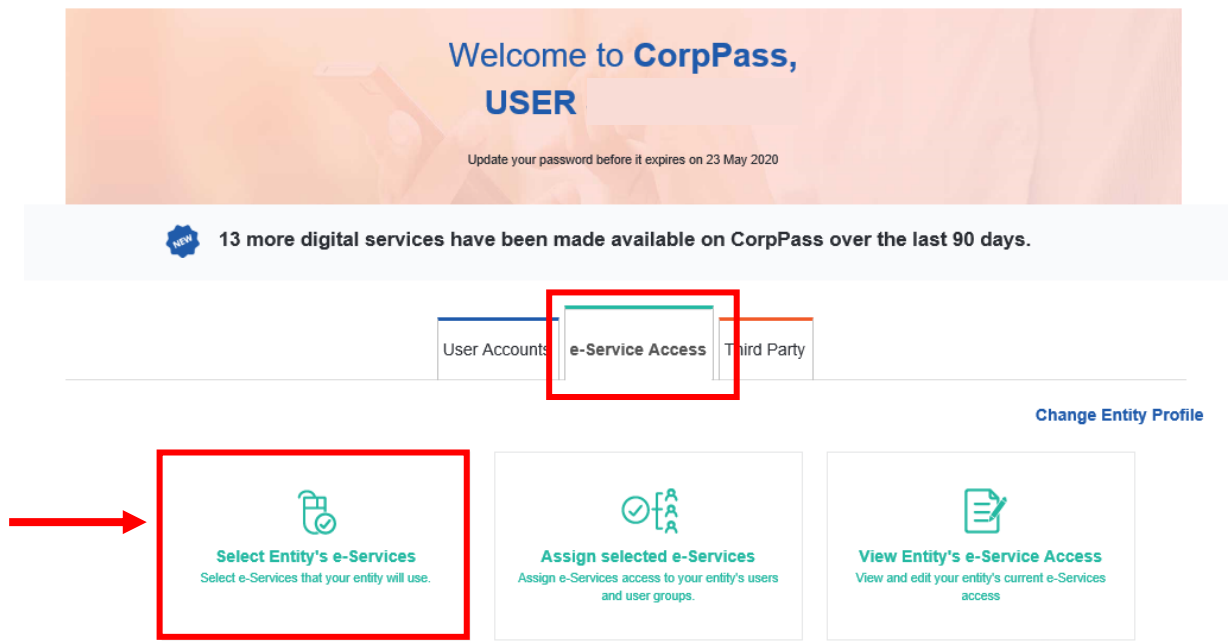 Welcome to CorpPass,
USER
Update your password before it expires on 23 May 2020
NEW
13 more digital services have been made available on CorpPass over the last 90 days.
User Accounts
e-Service Access
Third Party
Change Entity Profile
Select Entity's e-Services
Select e-Services that your entity will use.
Assign selected e-Services
Assign e-Services access to your entity's users
and user groups.
View Entity's e-Service Access
View and edit your entity's current e-Services
access